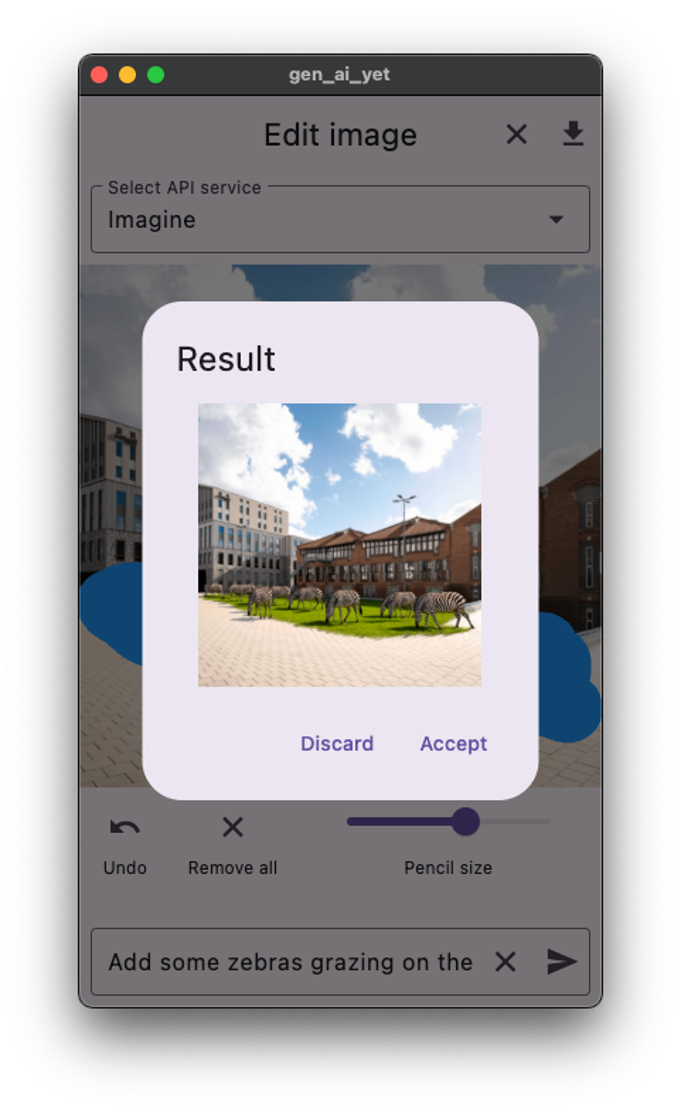 gen_ai_yet
Edit image
Select API service
Imagine
Result
Discard Accept
Undo Remove all Pencil size
Add some zebras grazing on the